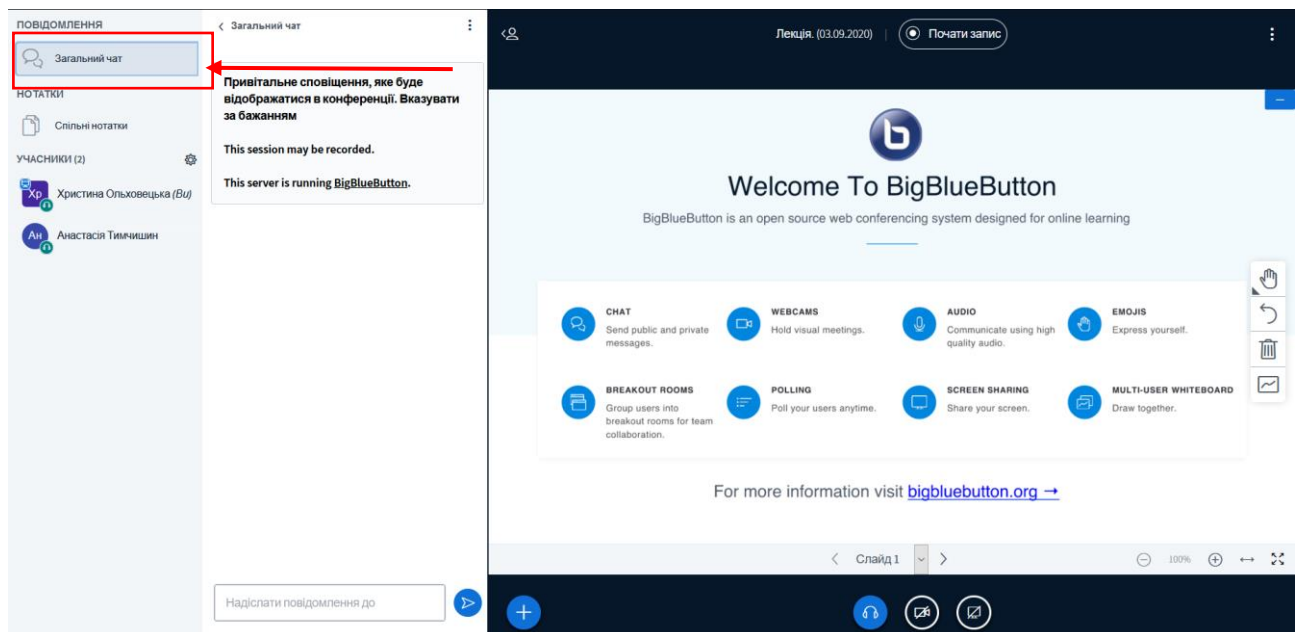 ПОВІДОМЛЕННЯ
Загальний чат
НОТАТКИ
Спільні нотатки
УЧАСНИКИ (2)
Хр Христина Ольховецька (Ви)
Ан Анастасія Тимчишин
Загальний чат
Привітальне сповіщення, яке буде
відображатися в конференції. Вказувати
за бажанням
This session may be recorded.
This server is running BigBlueButton.
Надіслати повідомлення до
Лекція. (03.09.2020) | Почати запис
b
Welcome To BigBlueButton
BigBlueButton is an open source web conferencing system designed for online learning
CHAT
Send public and private
messages.
WEBCAMS
Hold visual meetings.
AUDIO
Communicate using high
quality audio.
EMOJIS
Express yourself.
BREAKOUT ROOMS
Group users into
breakout rooms for team
collaboration.
POLLING
Poll your users anytime.
SCREEN SHARING
Share your screen.
MULTI-USER WHITEBOARD
Draw together.
For more information visit bigbluebutton.org →
Слайд 1
100%